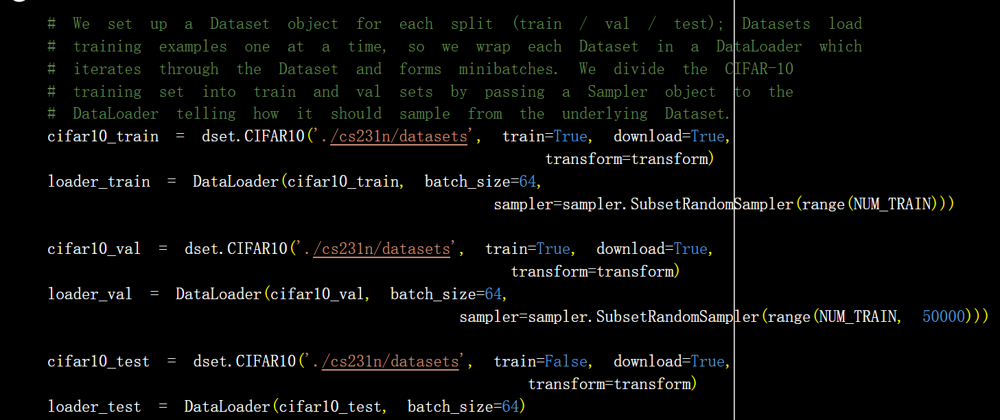 # We set up a Dataset object for each split (train / val / test); Datasets load
# training examples one at a time, so we wrap each Dataset in a DataLoader which
# iterates through the Dataset and forms minibatches. We divide the CIFAR-10
# training set into train and val sets by passing a Sampler object to the
# DataLoader telling how it should sample from the underlying Dataset.
cifar10_train = dset.CIFAR10('./cs231n/datasets', train=True, download=True,
transform=transform)
loader_train = DataLoader(cifar10_train, batch_size=64,
sampler=sampler.SubsetRandomSampler(range(NUM_TRAIN)))
cifar10_val = dset.CIFAR10('./cs231n/datasets', train=True, download=True,
transform=transform)
loader_val = DataLoader(cifar10_val, batch_size=64,
sampler=sampler.SubsetRandomSampler(range(NUM_TRAIN, 50000)))
cifar10_test = dset.CIFAR10('./cs231n/datasets', train=False, download=True,
transform=transform)
loader_test = DataLoader(cifar10_test, batch_size=64)